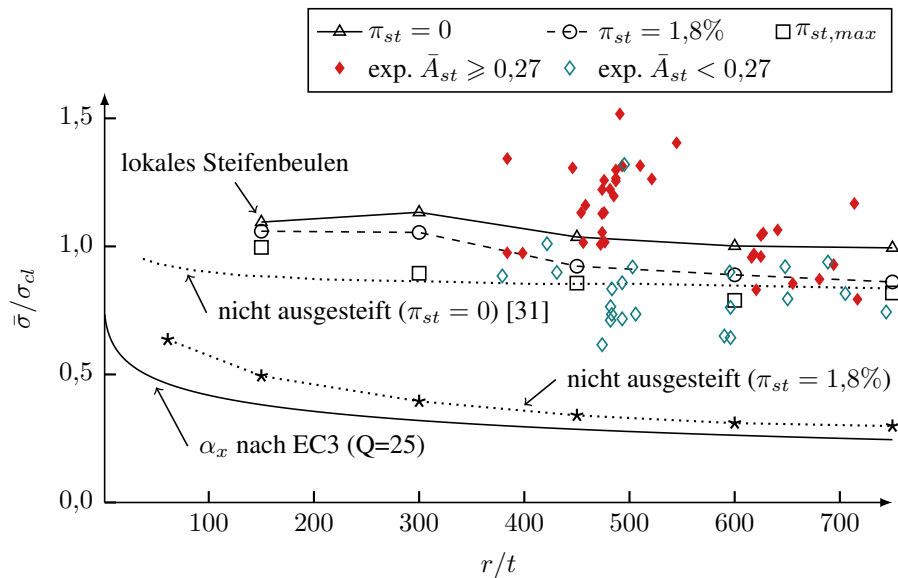 π_st = 0 π_st = 1,8% π_st,max
exp. Ā_st ⩾ 0,27 exp. Ā_st < 0,27
1,5
lokales Steifenbeulen
1,0
σ̄/σ_cl
nicht ausgesteift (π_st = 0) [31]
0,5
nicht ausgesteift (π_st = 1,8%)
α_x nach EC3 (Q=25)
0,0
100 200 300 400 500 600 700
r/t